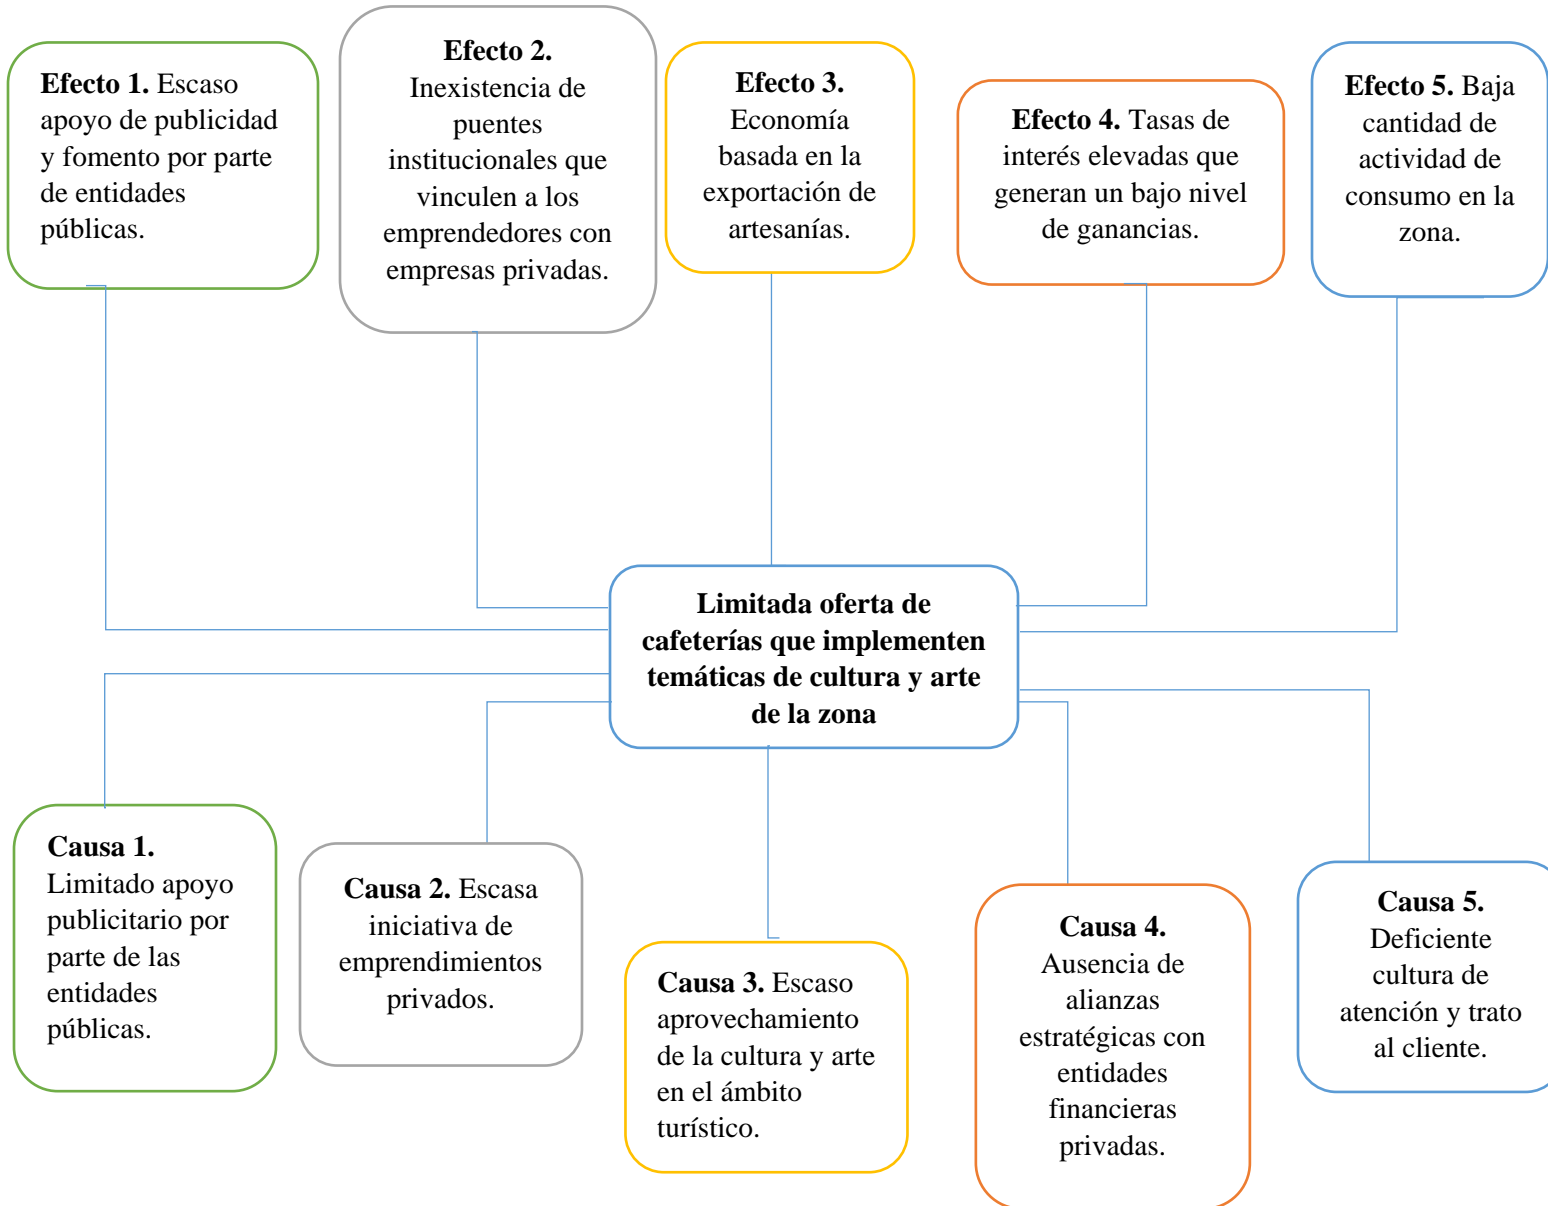 Efecto 1. Escaso
apoyo de publicidad
y fomento por parte
de entidades
públicas.
Efecto 2.
Inexistencia de
puentes
institucionales que
vinculen a los
emprendedores con
empresas privadas.
Efecto 3.
Economía
basada en la
exportación de
artesanías.
Efecto 4. Tasas de
interés elevadas que
generan un bajo nivel
de ganancias.
Efecto 5. Baja
cantidad de
actividad de
consumo en la
zona.
Limitada oferta de
cafeterías que implementen
temáticas de cultura y arte
de la zona
Causa 1.
Limitado apoyo
publicitario por
parte de las
entidades
públicas.
Causa 2. Escasa
iniciativa de
emprendimientos
privados.
Causa 3. Escaso
aprovechamiento
de la cultura y arte
en el ámbito
turístico.
Causa 4.
Ausencia de
alianzas
estratégicas con
entidades
financieras
privadas.
Causa 5.
Deficiente
cultura de
atención y trato
al cliente.